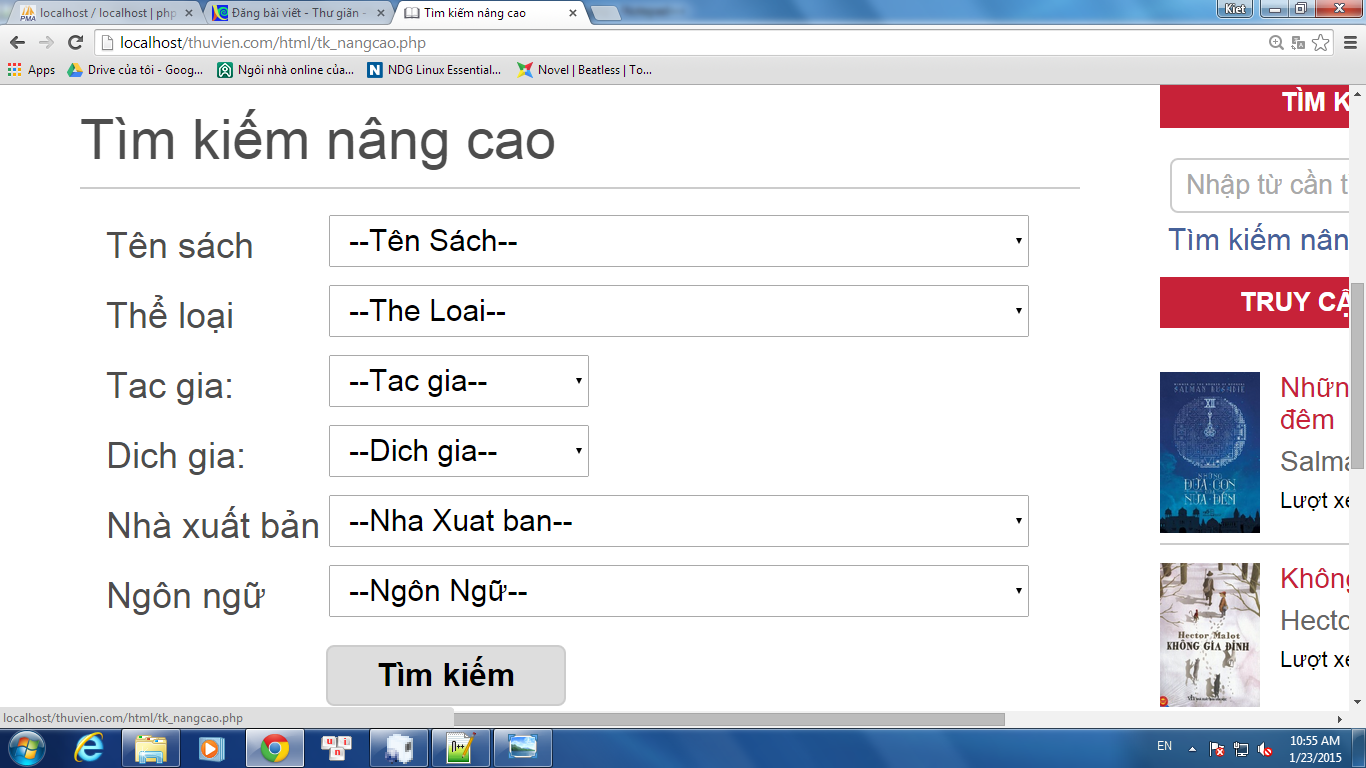 localhost / localhost | php
Đăng bài viết - Thư giãn -
Tìm kiếm nâng cao
Kiet
localhost/thuvien.com/html/tk_nangcao.php
Apps
Drive của tôi - Goog...
Ngôi nhà online của...
NDG Linux Essential...
Novel | Beatless | To...
Tìm kiếm nâng cao
Tên sách
--Tên Sách--
Thể loại
--The Loai--
Tac gia:
--Tac gia--
Dich gia:
--Dich gia--
Nhà xuất bản
--Nha Xuat ban--
Ngôn ngữ
--Ngôn Ngữ--
Tìm kiếm
TÌM K
Nhập từ cần t
Tìm kiếm nân
TRUY CẬ
SALMAN RUSHDIE
XII
NHỮNG
ĐỨA CON
NỬA ĐÊM
Nhữn
đêm
Salma
Lượt xe
Hector Malot
KHÔNG GIA ĐÌNH
Không
Hecto
Lượt xe
localhost/thuvien.com/html/tk_nangcao.php
EN
10:55 AM
1/23/2015